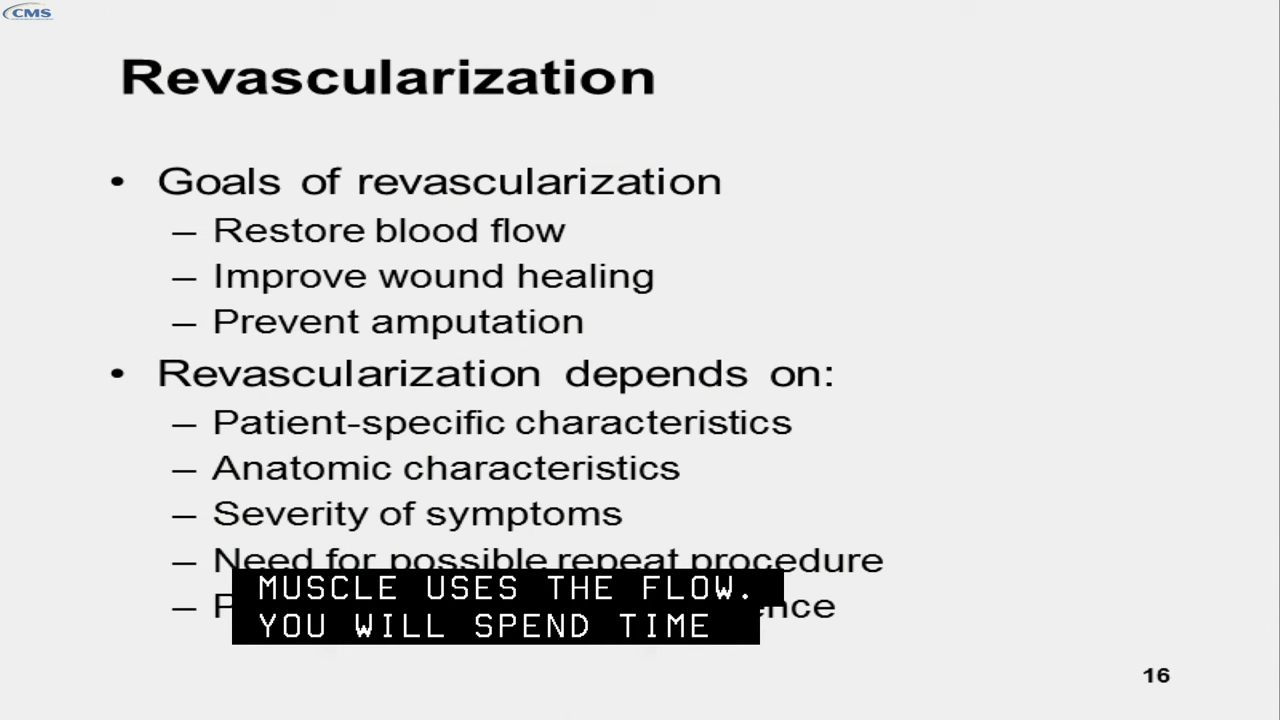 CMS
Revascularization
• Goals of revascularization
– Restore blood flow
– Improve wound healing
– Prevent amputation
• Revascularization depends on:
– Patient-specific characteristics
– Anatomic characteristics
– Severity of symptoms
– Need for possible repeat procedure
MUSCLE USES THE FLOW.
YOU WILL SPEND TIME
16